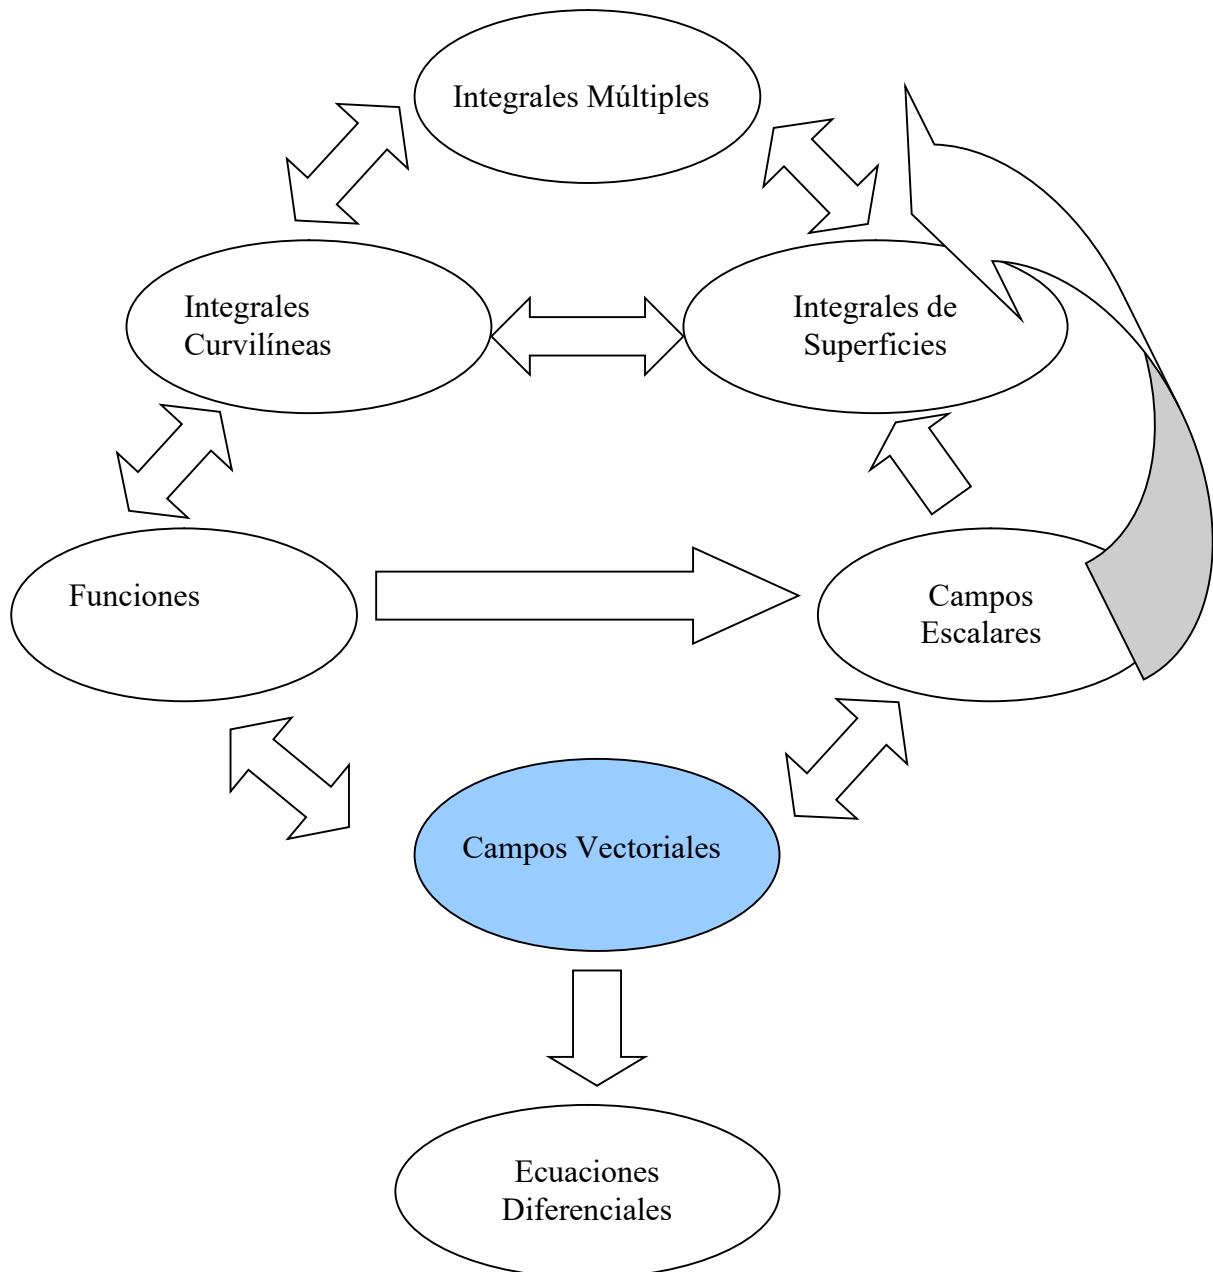 Integrales Múltiples
Integrales
Curvilíneas
Integrales de
Superficies
Funciones
Campos
Escalares
Campos Vectoriales
Ecuaciones
Diferenciales